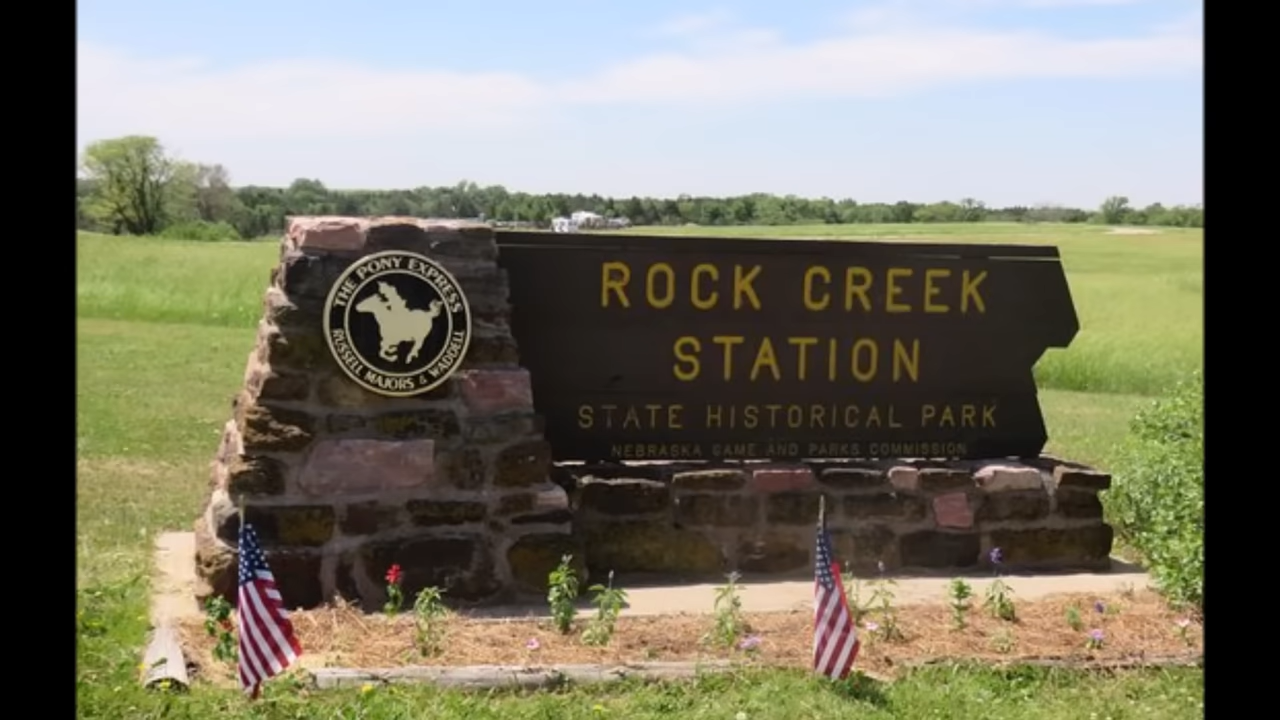 THE PONY EXPRESS
RUSSELL MAJORS & WADDELL
ROCK CREEK
STATION
STATE HISTORICAL PARK
NEBRASKA GAME AND PARKS COMMISSION